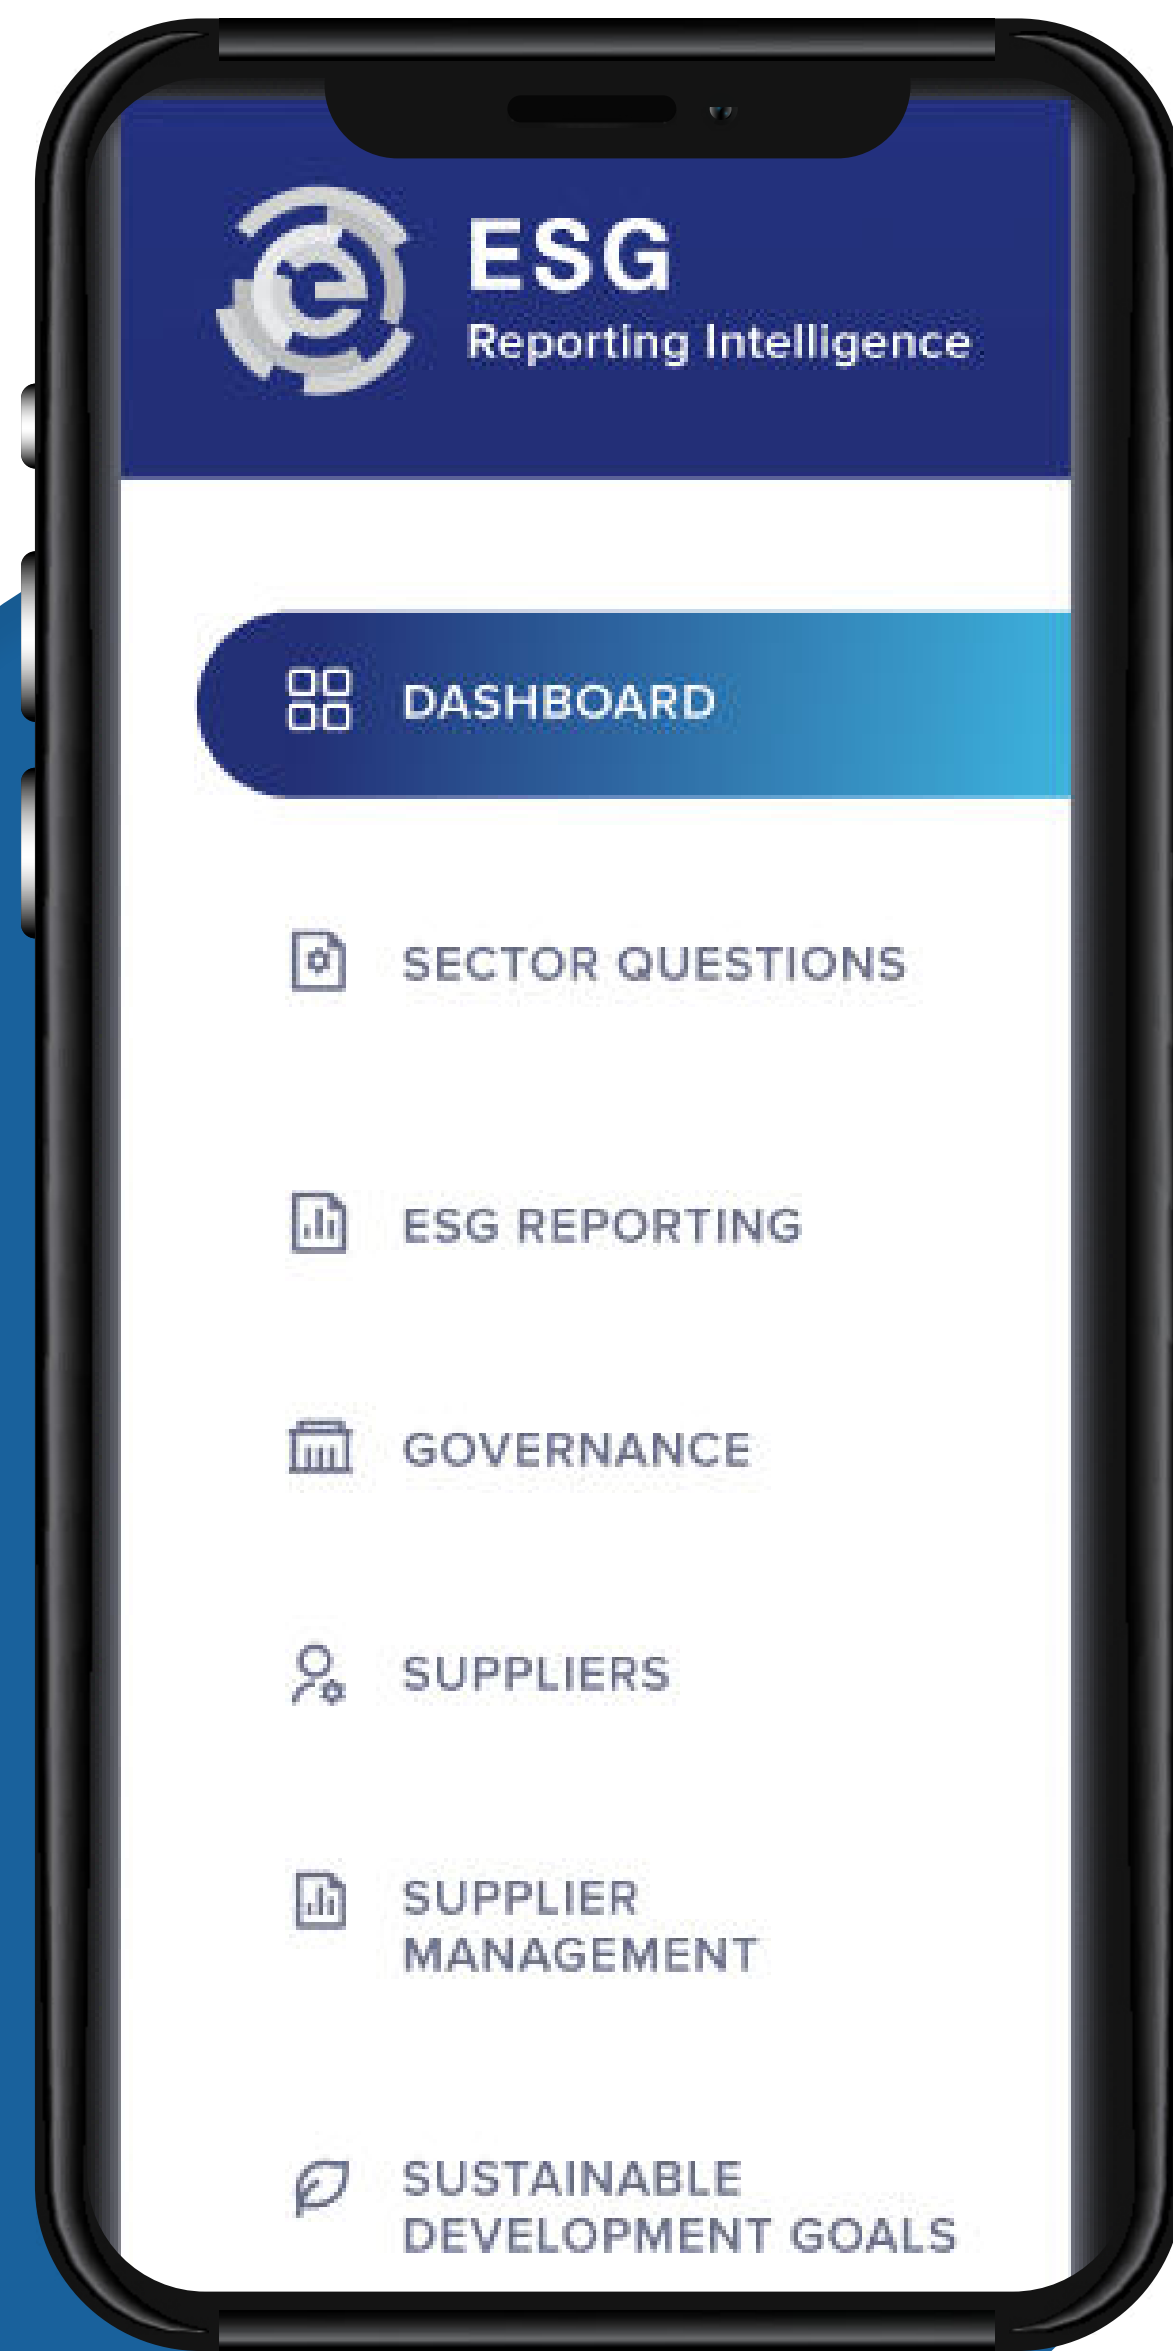 ESG
Reporting Intelligence
DASHBOARD
SECTOR QUESTIONS
ESG REPORTING
GOVERNANCE
SUPPLIERS
SUPPLIER
MANAGEMENT
SUSTAINABLE
DEVELOPMENT GOALS